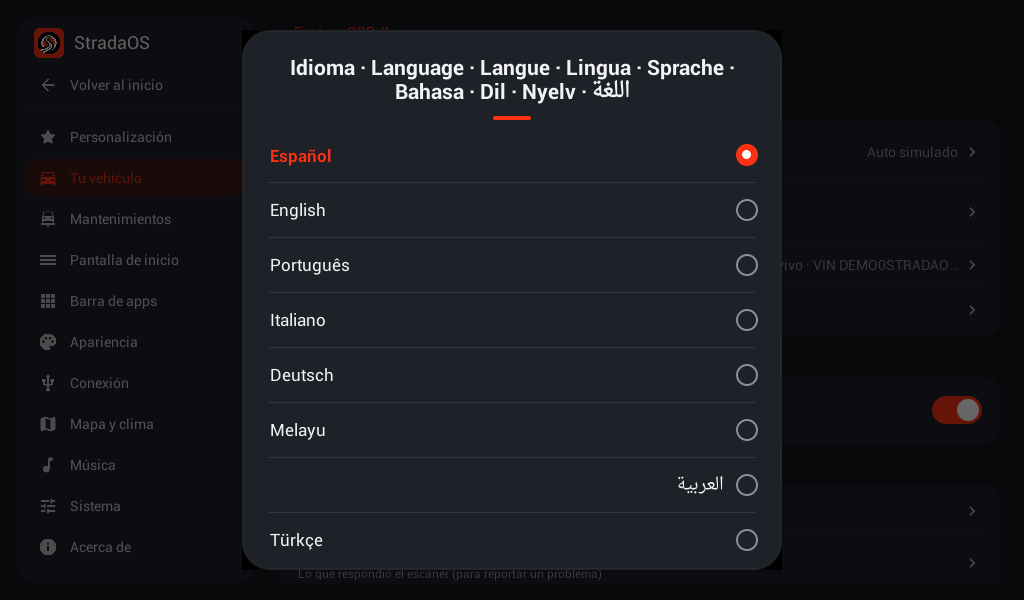 StradaOS
Volver al inicio
Personalización
Tu vehículo
Mantenimientos
Pantalla de inicio
Barra de apps
Apariencia
Conexión
Mapa y clima
Música
Sistema
Acerca de
Idioma · Language · Langue · Lingua · Sprache ·
Bahasa · Dil · Nyelv · اللغة
Español
English
Português
Italiano
Deutsch
Melayu
العربية
Türkçe
Auto simulado
vivo · VIN DEMO0STRADAO…
Lo que respondió el escáner (para reportar un problema)